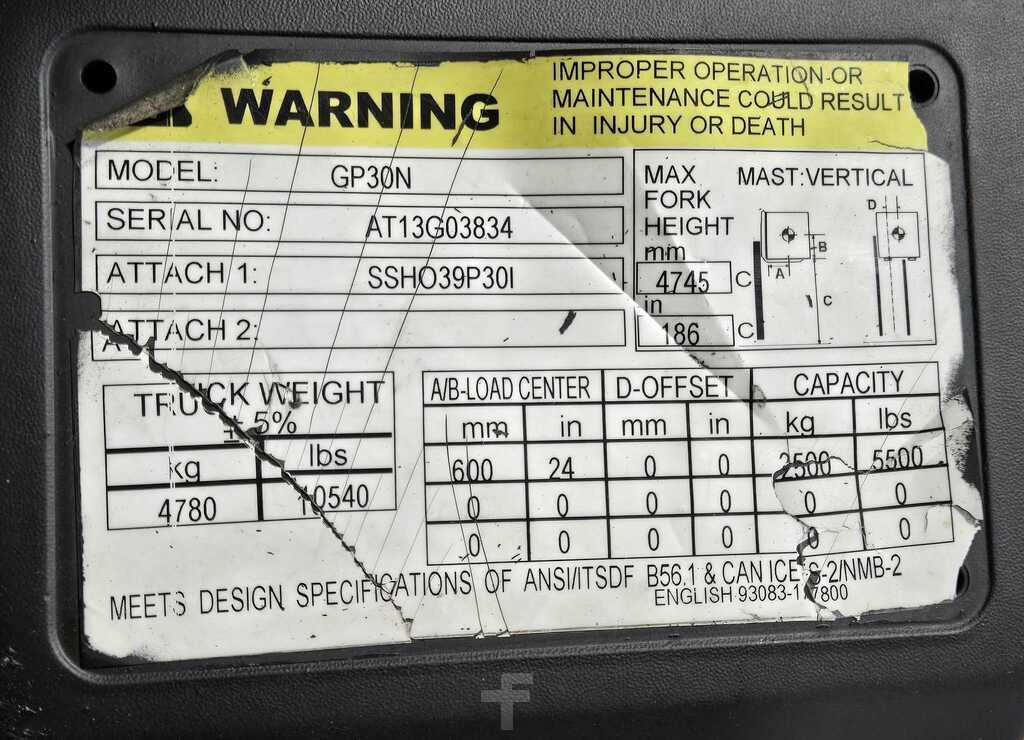 WARNING
IMPROPER OPERATION OR
MAINTENANCE COULD RESULT
IN INJURY OR DEATH
MODEL: GP30N
SERIAL NO: AT13G03834
ATTACH 1: SSHO39P30I
ATTACH 2:
MAX FORK HEIGHT
mm
4745 C
in
186 C
MAST:VERTICAL
D
B
A
C
TRUCK WEIGHT
± 5%
kg lbs
4780 10540
A/B-LOAD CENTER D-OFFSET CAPACITY
mm in mm in kg lbs
600 24 0 0 2500 5500
0 0 0 0 0 0
0 0 0 0 0 0
MEETS DESIGN SPECIFICATIONS OF ANSI/ITSDF B56.1 & CAN ICE S-2/NMB-2
ENGLISH 93083-1 7800